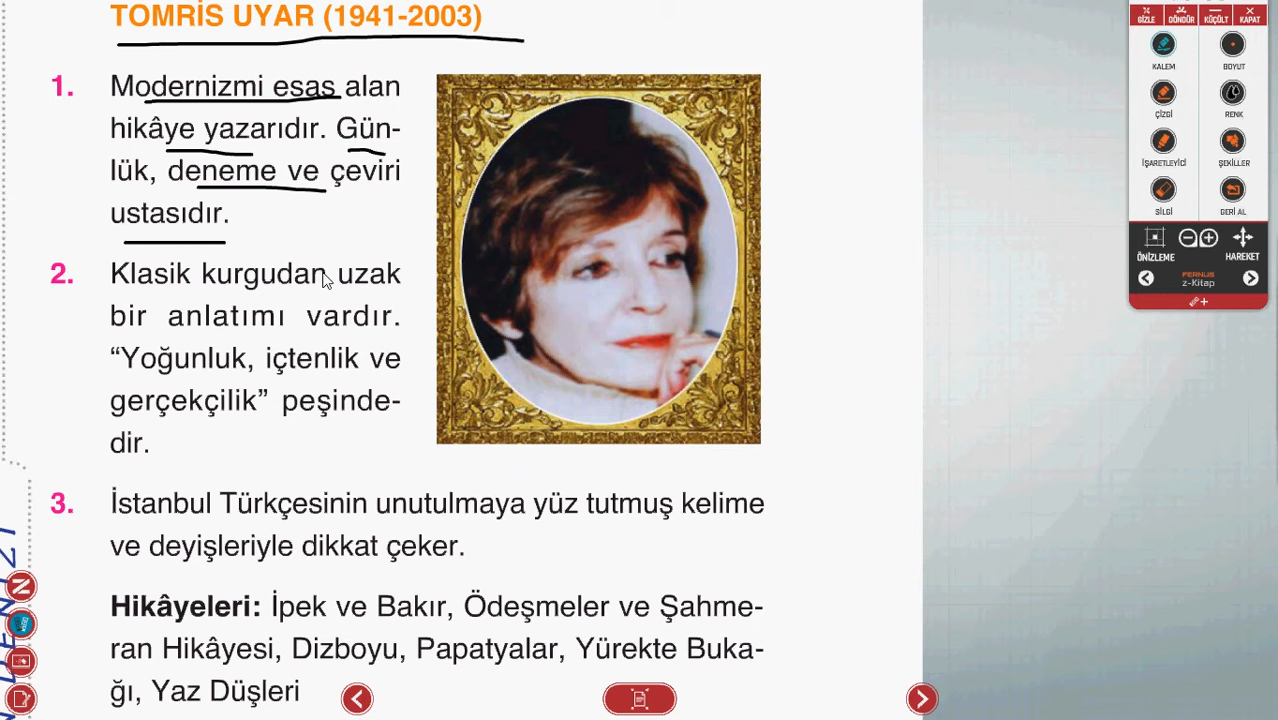 TOMRİS UYAR (1941-2003)
1. Modernizmi esas alan
hikâye yazarıdır. Gün-
lük, deneme ve çeviri
ustasıdır.
2. Klasik kurgudan uzak
bir anlatımı vardır.
“Yoğunluk, içtenlik ve
gerçekçilik” peşinde-
dir.
3. İstanbul Türkçesinin unutulmaya yüz tutmuş kelime
ve deyişleriyle dikkat çeker.
Hikâyeleri: İpek ve Bakır, Ödeşmeler ve Şahme-
ran Hikâyesi, Dizboyu, Papatyalar, Yürekte Buka-
ğı, Yaz Düşleri
GİZLE DÖNDÜR KÜÇÜLT KAPAT
KALEM BOYUT
ÇİZGİ RENK
İŞARETLEYİCİ ŞEKİLLER
SİLGİ GERİ AL
ÖNİZLEME HAREKET
FERNUS
z-Kitap